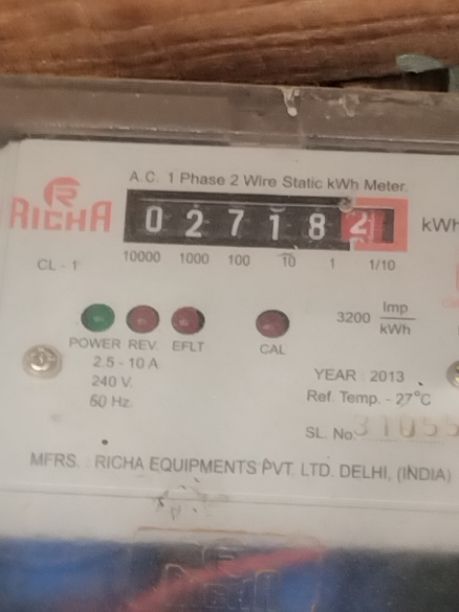 A.C. 1 Phase 2 Wire Static kWh Meter.
RICHA
0 2 7 1 8 2
kWh
CL - 1
10000 1000 100 10 1 1/10
3200 Imp/kWh
POWER REV. EFLT CAL
2.5 - 10 A
240 V.
50 Hz.
YEAR : 2013
Ref. Temp. - 27°C
SL. No. 31055
MFRS. : RICHA EQUIPMENTS PVT. LTD. DELHI, (INDIA)